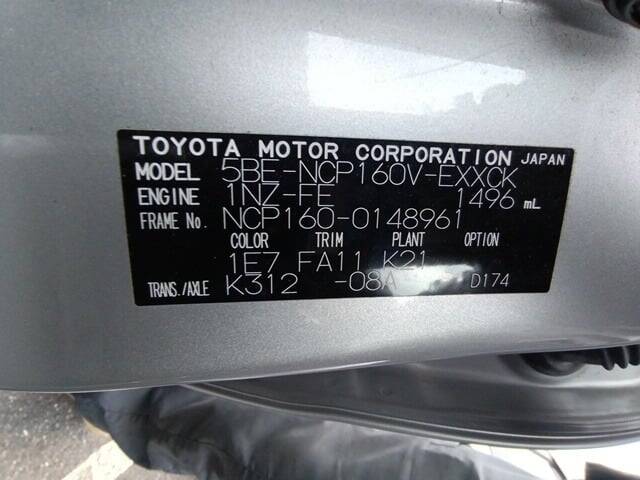 TOYOTA MOTOR CORPORATION JAPAN
MODEL 5BE-NCP160V-EXXCK
ENGINE 1NZ-FE 1496 mL
FRAME No. NCP160-0148961
COLOR TRIM PLANT OPTION
1E7 FA11 K21
TRANS./AXLE K312 -08A D174